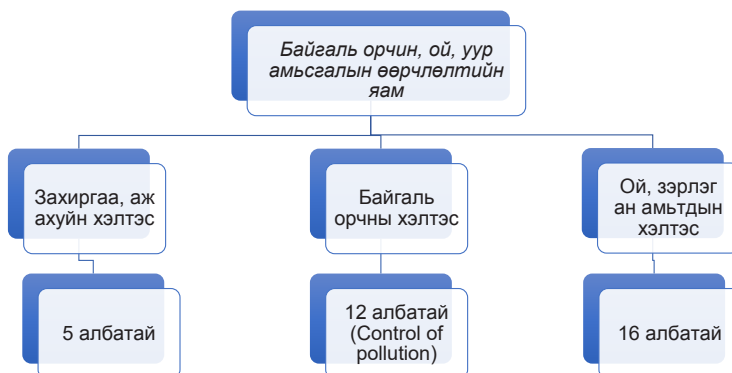 Байгаль орчин, ой, уур
амьсгалын өөрчлөлтийн
яам
Захиргаа, аж
ахуйн хэлтэс
Байгаль
орчны хэлтэс
Ой, зэрлэг
ан амьтдын
хэлтэс
5 албатай
12 албатай
(Control of
pollution)
16 албатай